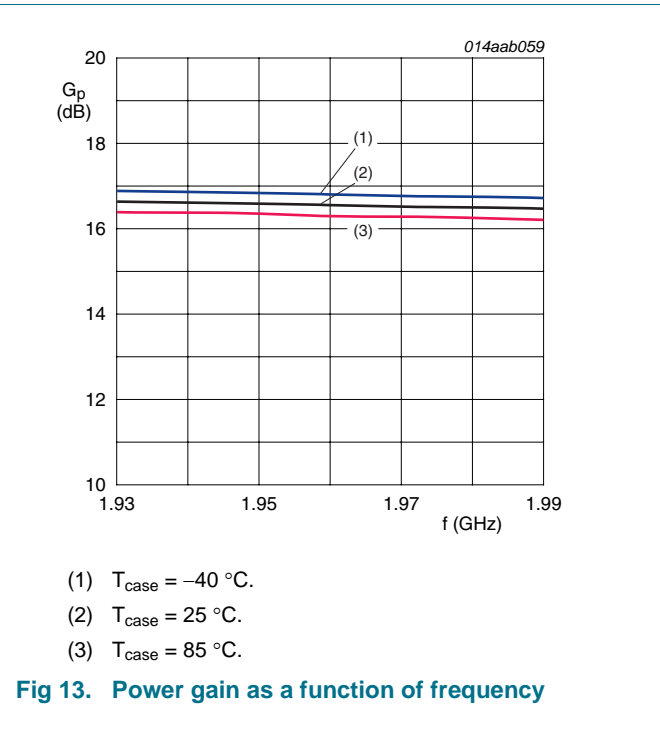 014aab059
20
Gp
(dB)
18
(1)
(2)
16
(3)
14
12
10
1.93 1.95 1.97 1.99
f (GHz)
(1) Tcase = −40 °C.
(2) Tcase = 25 °C.
(3) Tcase = 85 °C.
Fig 13. Power gain as a function of frequency